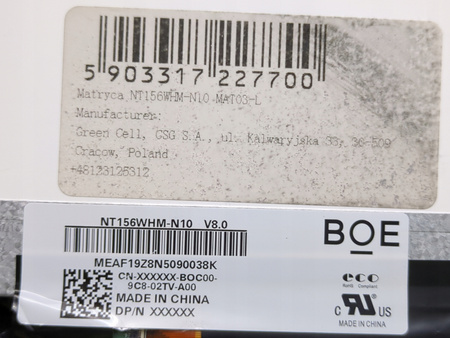 5 903317 227700
Matryca NT156WHM-N10 MAT03-L
Manufacturer:
Green Cell, CSG S.A., ul. Kalwaryjska 33, 30-509
Cracow, Poland
+48123126312
NT156WHM-N10 V8.0
BOE
MEAF19Z8N5090038K
CN-XXXXXX-BOC00-
9C8-02TV-A00
MADE IN CHINA
DP/N XXXXXX
eco
RoHS Compliant
C RU US
MADE IN CHINA